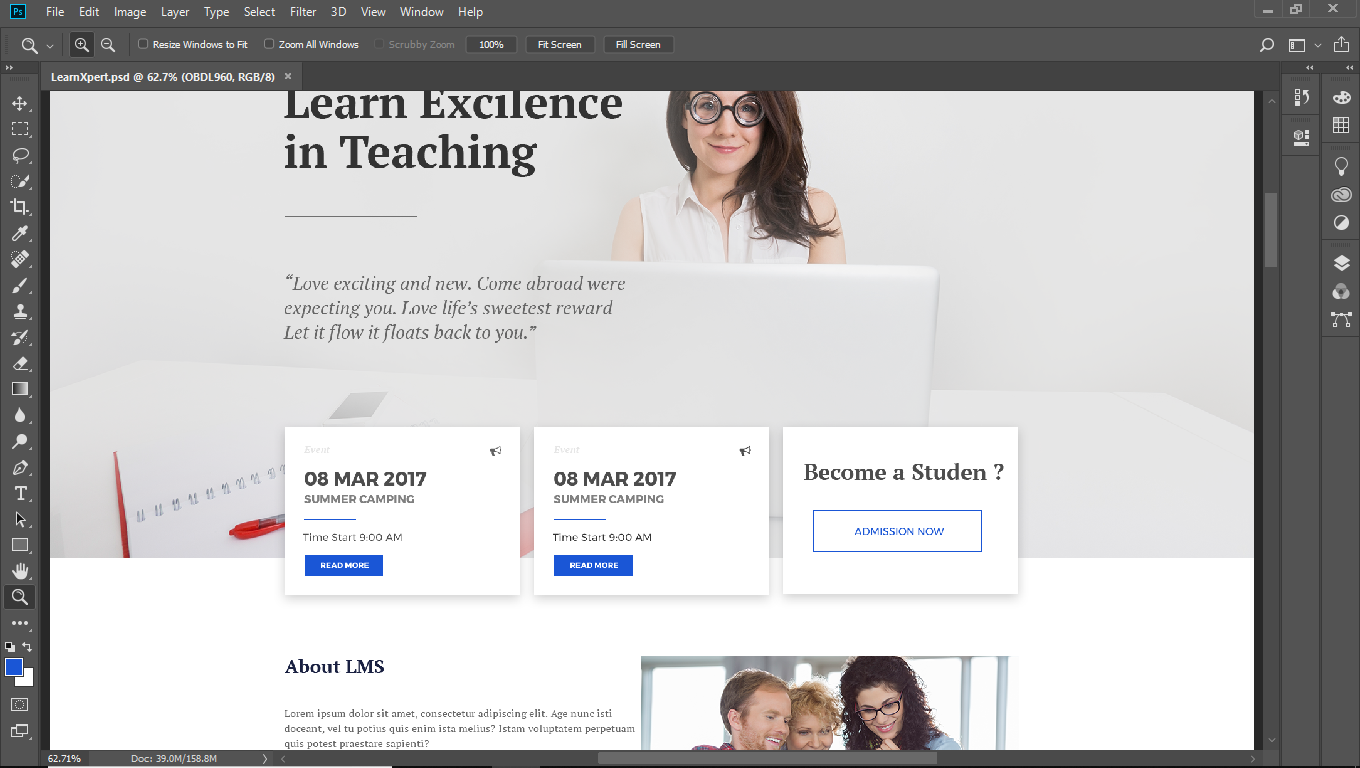 Ps File Edit Image Layer Type Select Filter 3D View Window Help
Resize Windows to Fit Zoom All Windows Scrubby Zoom 100% Fit Screen Fill Screen
LearnXpert.psd @ 62.7% (OBDL960, RGB/8) ×
Learn Excilence
in Teaching
“Love exciting and new. Come abroad were
expecting you. Love life’s sweetest reward
Let it flow it floats back to you.”
Event
08 MAR 2017
SUMMER CAMPING
Time Start 9:00 AM
READ MORE
Event
08 MAR 2017
SUMMER CAMPING
Time Start 9:00 AM
READ MORE
Become a Studen ?
ADMISSION NOW
About LMS
Lorem ipsum dolor sit amet, consectetur adipiscing elit. Age nunc isti
doceant, vel tu potius quis enim ista melius? Istam voluptatem perpetuam
quis potest praestare sapienti?
62.71% Doc: 39.0M/158.8M